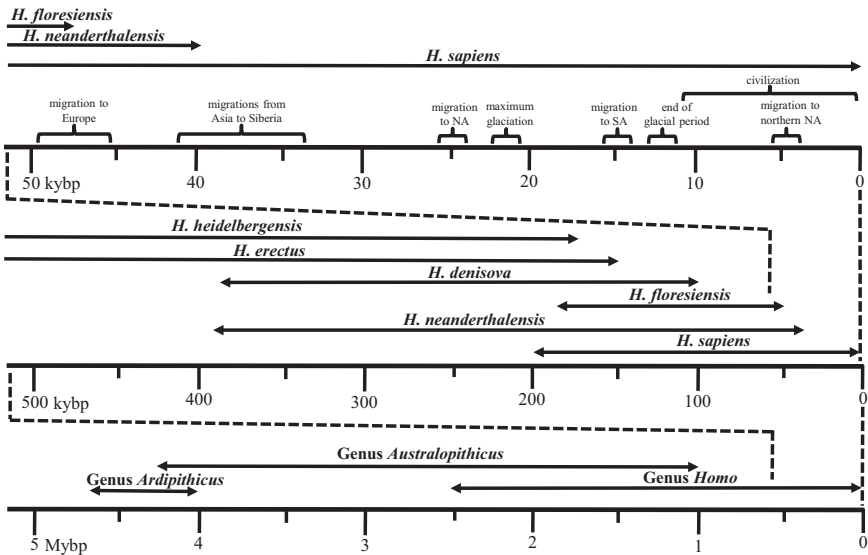 H. floresiensis
H. neanderthalensis
H. sapiens
civilization
migration to
Europe
migrations from
Asia to Siberia
migration
to NA
maximum
glaciation
migration
to SA
end of
glacial period
migration to
northern NA
50 kybp 40 30 20 10 0
H. heidelbergensis
H. erectus
H. denisova
H. floresiensis
H. neanderthalensis
H. sapiens
500 kybp 400 300 200 100 0
Genus Australopithicus
Genus Ardipithicus
Genus Homo
5 Mybp 4 3 2 1 0